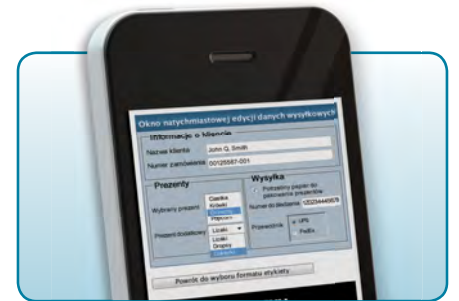 Okno natychmiastowej edycji danych wysyłkowych
Informacje o kliencie
Nazwa klienta John Q. Smith
Numer zamówienia 00125587-001
Prezenty
Wybrany prezent
Ciastka
Krówki
Popcorn
Prezent dodatkowy Lizaki
Lizaki
Dropsy
Wysyłka
Potrzebny papier do
pakowania prezentów
Numer do śledzenia
Przewoźnik UPS
FedEx
Powrót do wyboru formatu etykiety